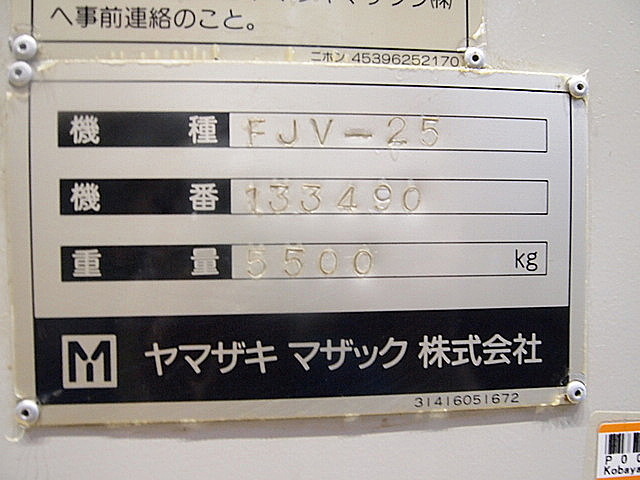 へ事前連絡のこと。
ニホン 45396252170
機 種 FJV-25
機 番 133490
重 量 5500 kg
M ヤマザキ マザック 株式会社
31416051672
P 0 0
Kobaya